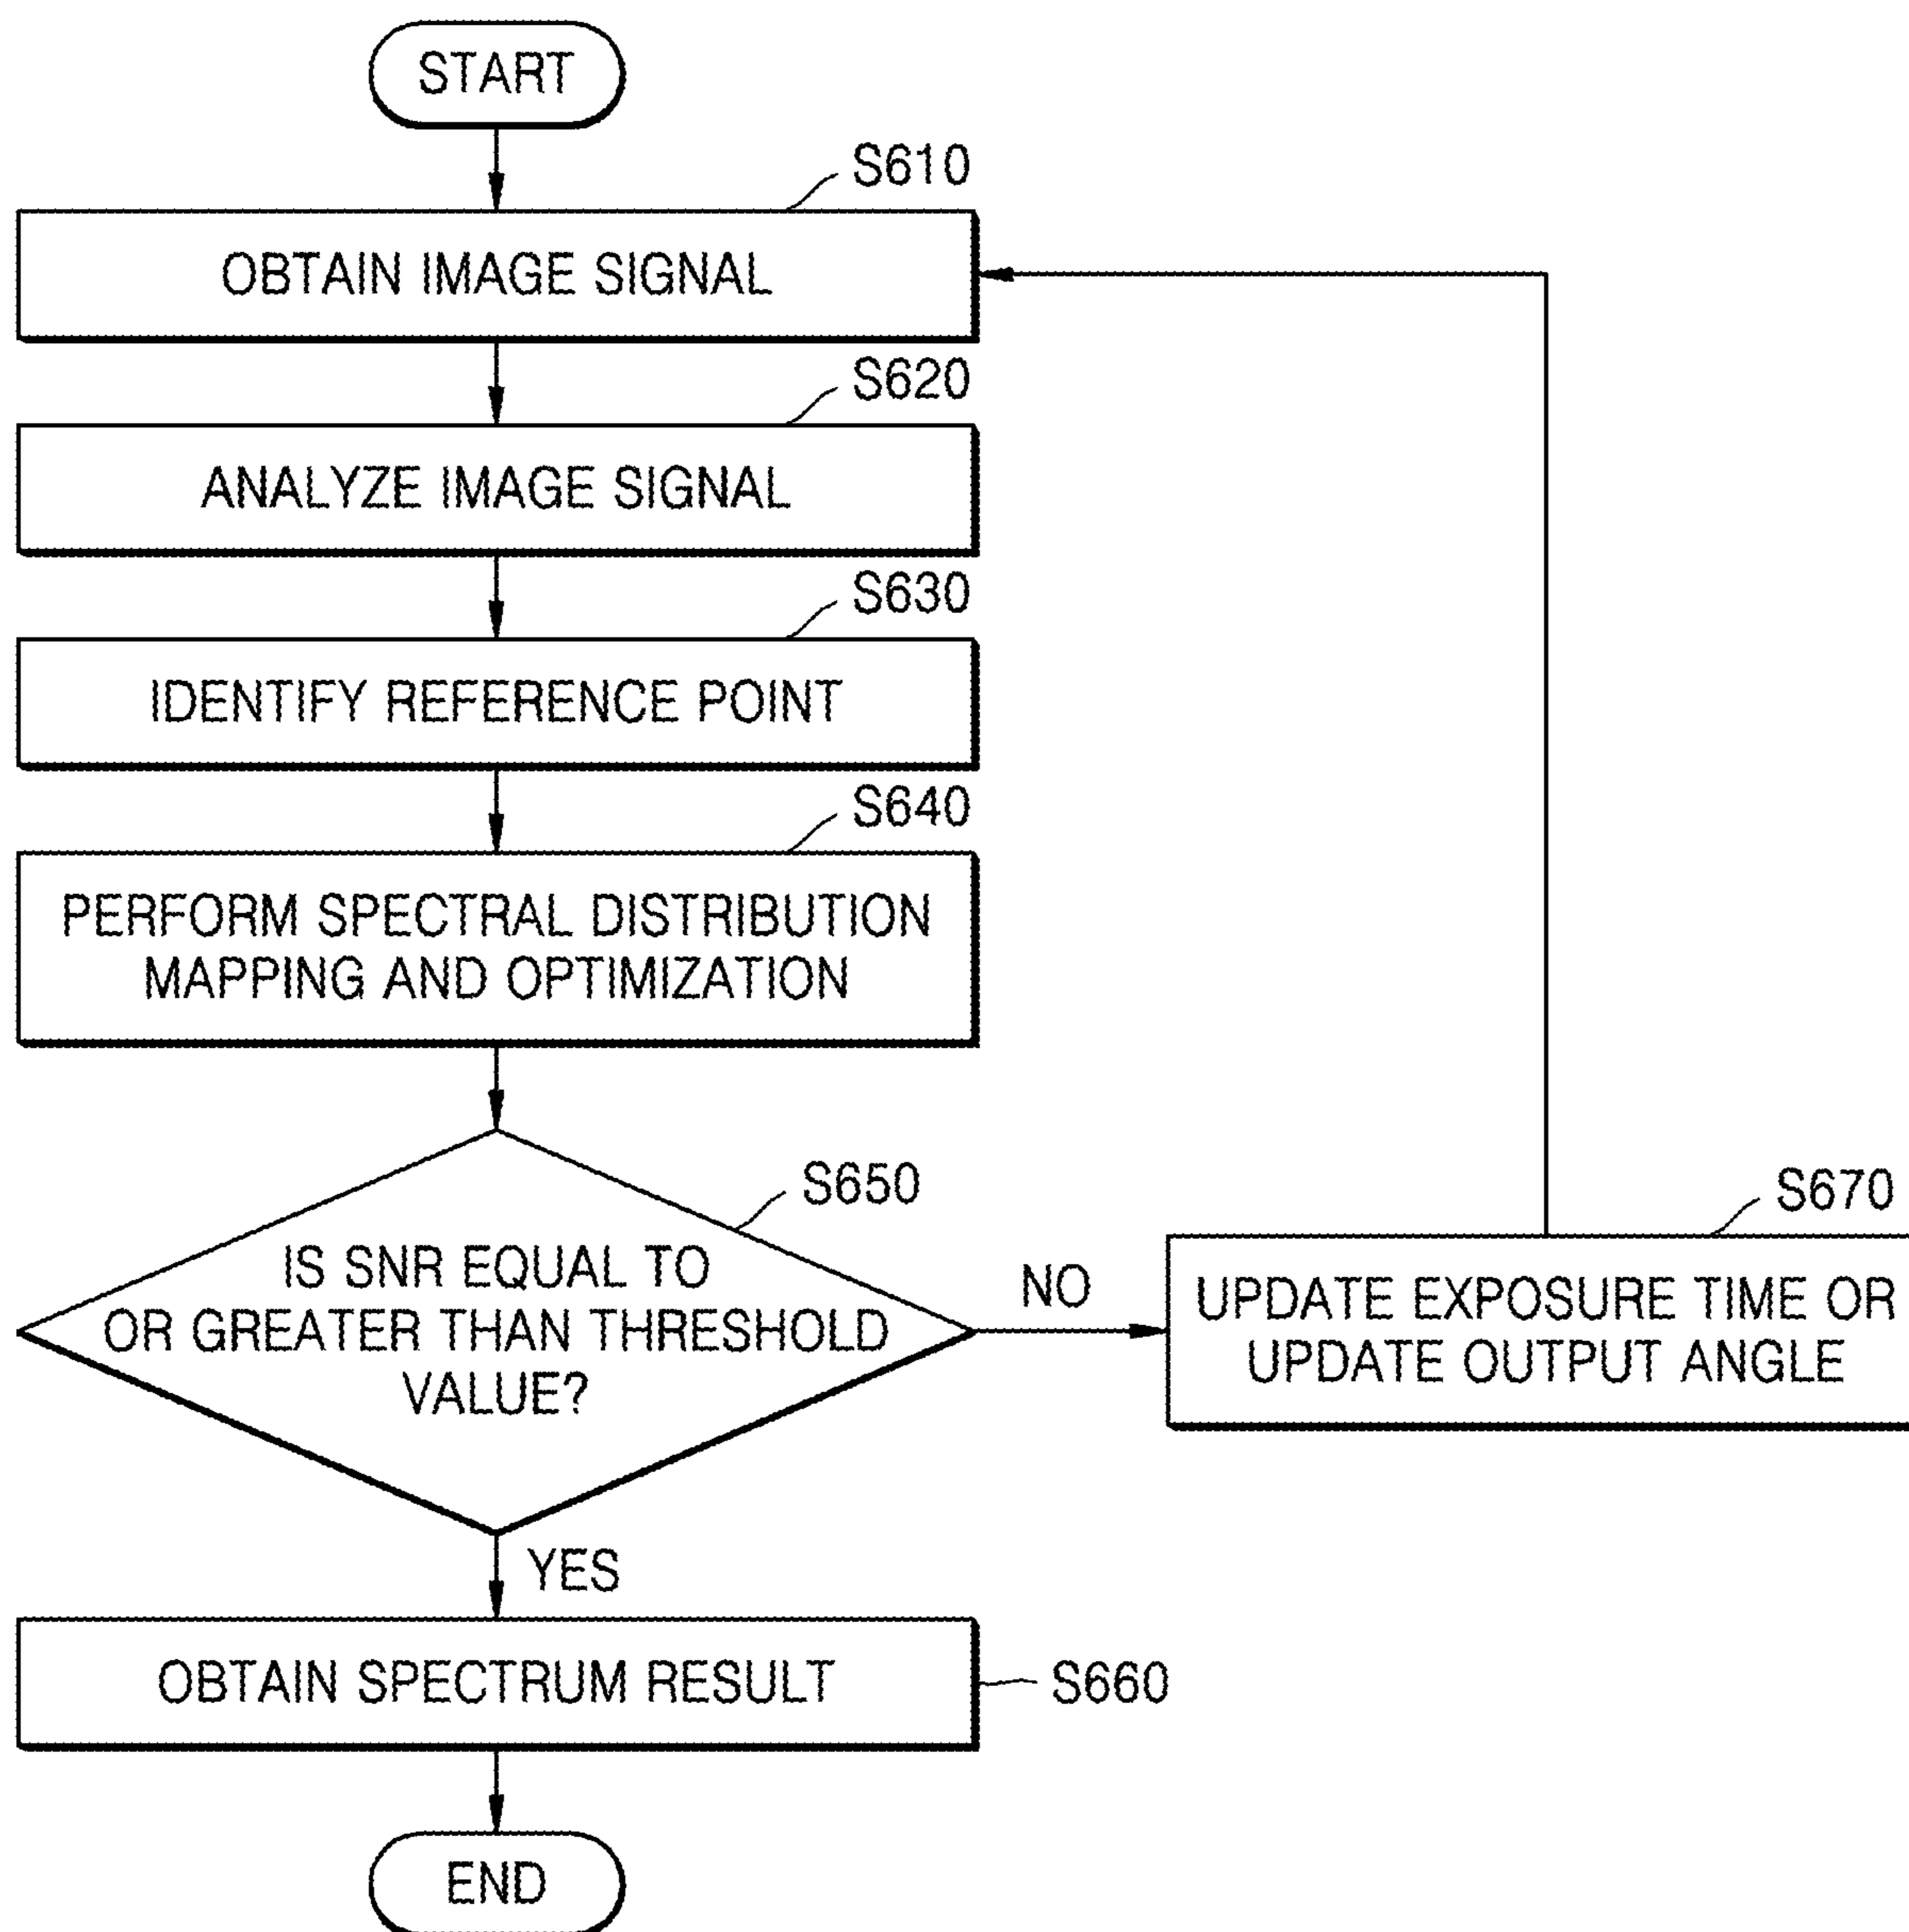 START
S610
OBTAIN IMAGE SIGNAL
S620
ANALYZE IMAGE SIGNAL
S630
IDENTIFY REFERENCE POINT
S640
PERFORM SPECTRAL DISTRIBUTION
MAPPING AND OPTIMIZATION
S650
IS SNR EQUAL TO
OR GREATER THAN THRESHOLD
VALUE?
NO
S670
UPDATE EXPOSURE TIME OR
UPDATE OUTPUT ANGLE
YES
OBTAIN SPECTRUM RESULT
S660
END